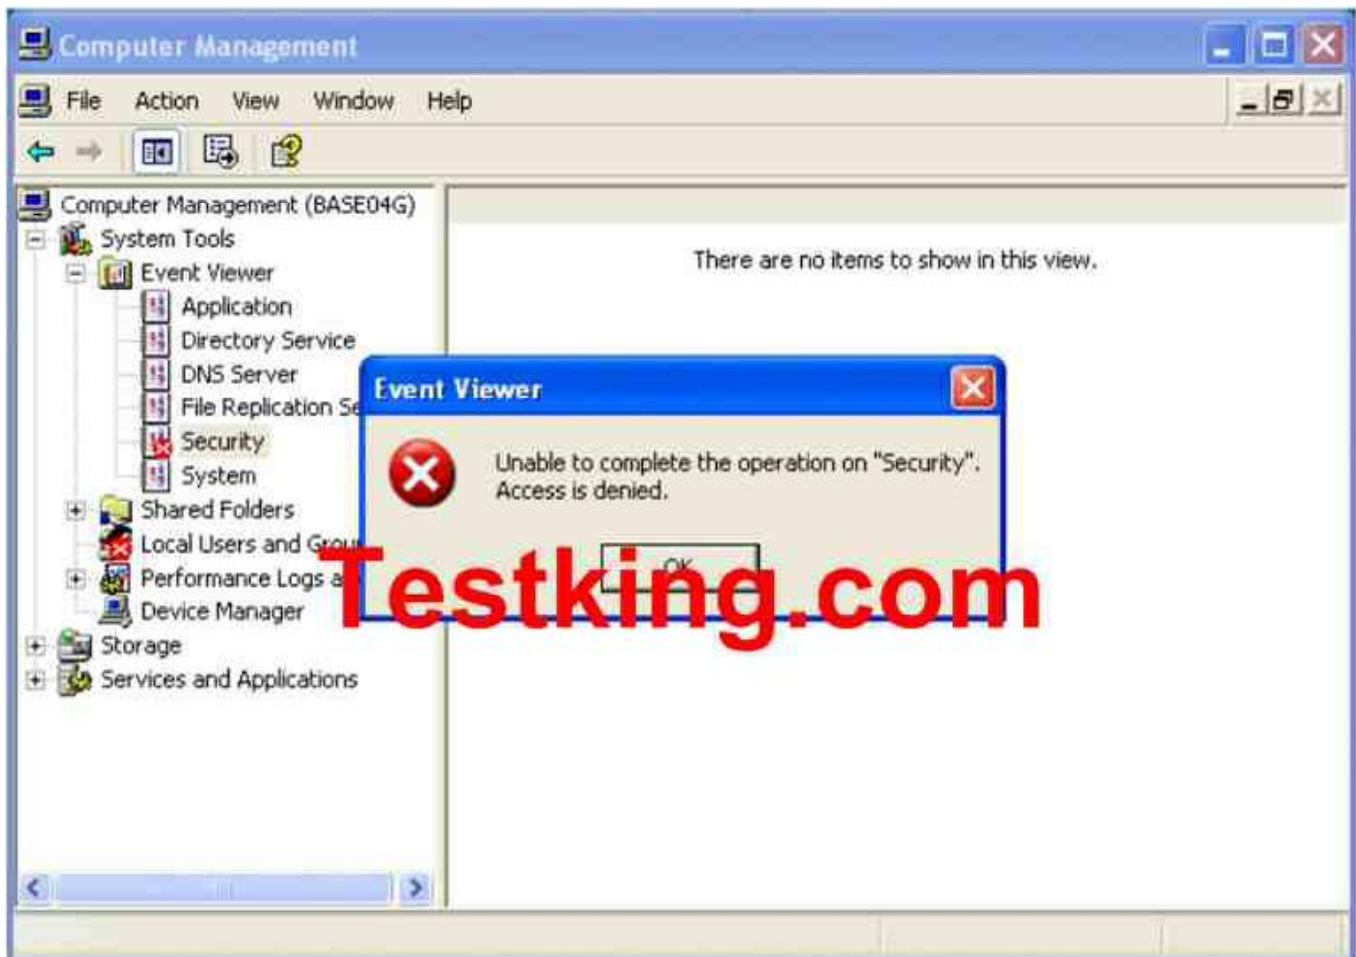 Computer Management
File Action View Window Help
Computer Management (BASE04G)
System Tools
Event Viewer
Application
Directory Service
DNS Server
File Replication Se
Security
System
Shared Folders
Local Users and Grou
Performance Logs a
Device Manager
Storage
Services and Applications
There are no items to show in this view.
Event Viewer
Unable to complete the operation on "Security".
Access is denied.
OK
Testking.com